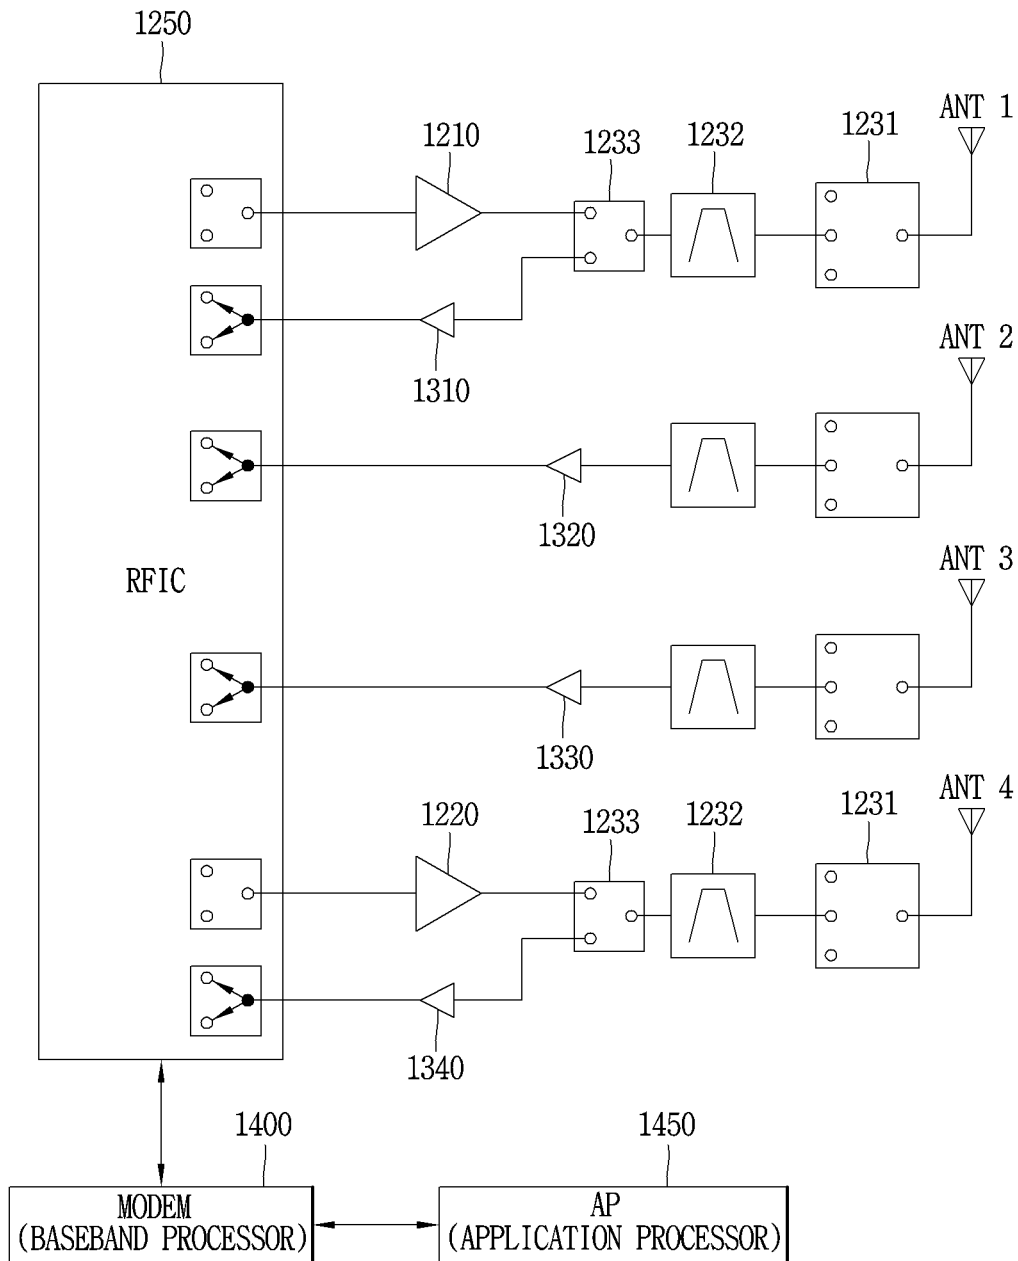 1250
ANT 1
1210
1233
1232
1231
1310
ANT 2
1320
RFIC
ANT 3
1330
ANT 4
1220
1233
1232
1231
1340
1400
1450
MODEM
(BASEBAND PROCESSOR)
AP
(APPLICATION PROCESSOR)